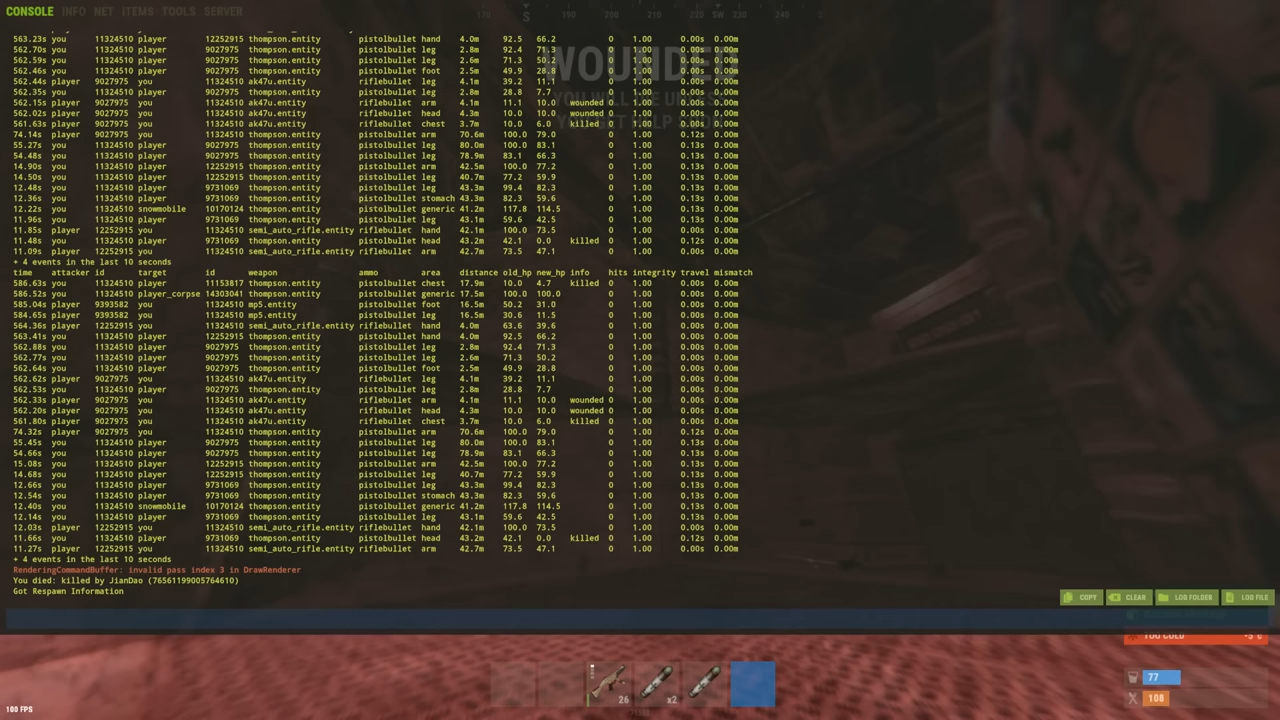 CONSOLE INFO NET ITEMS TOOLS SERVER
170 S 190 200 210 220 SW 230 240
WOUNDED
563.23s you 11324510 player 12252915 thompson.entity pistolbullet hand 4.0m 92.5 66.2 0 1.00 0.00s 0.00m
562.70s you 11324510 player 9027975 thompson.entity pistolbullet leg 2.8m 92.4 71.3 0 1.00 0.00s 0.00m
562.59s you 11324510 player 9027975 thompson.entity pistolbullet leg 2.6m 71.3 50.2 0 1.00 0.00s 0.00m
562.46s you 11324510 player 9027975 thompson.entity pistolbullet foot 2.5m 49.9 28.8 0 1.00 0.00s 0.00m
562.44s player 9027975 you 11324510 ak47u.entity riflebullet leg 4.1m 39.2 11.1 0 1.00 0.00s 0.00m
562.35s you 11324510 player 9027975 thompson.entity pistolbullet leg 2.8m 28.8 7.7 0 1.00 0.00s 0.00m
562.15s player 9027975 you 11324510 ak47u.entity riflebullet arm 4.1m 11.1 10.0 wounded 0 1.00 0.00s 0.00m
562.02s player 9027975 you 11324510 ak47u.entity riflebullet head 4.3m 10.0 10.0 wounded 0 1.00 0.00s 0.00m
561.63s player 9027975 you 11324510 ak47u.entity riflebullet chest 3.7m 10.0 6.0 killed 0 1.00 0.00s 0.00m
74.14s you 11324510 player 9027975 thompson.entity pistolbullet arm 70.6m 100.0 79.0 0 1.00 0.12s 0.00m
55.27s you 11324510 player 9027975 thompson.entity pistolbullet leg 80.0m 100.0 83.1 0 1.00 0.13s 0.00m
54.48s you 11324510 player 9027975 thompson.entity pistolbullet leg 78.9m 83.1 66.3 0 1.00 0.13s 0.00m
14.90s you 11324510 player 12252915 thompson.entity pistolbullet arm 42.5m 100.0 77.2 0 1.00 0.13s 0.00m
14.50s you 11324510 player 12252915 thompson.entity pistolbullet leg 40.7m 77.2 59.9 0 1.00 0.13s 0.00m
12.48s you 11324510 player 9731069 thompson.entity pistolbullet leg 43.3m 99.4 82.3 0 1.00 0.13s 0.00m
12.36s you 11324510 player 9731069 thompson.entity pistolbullet stomach 43.3m 82.3 59.6 0 1.00 0.13s 0.00m
12.22s you 11324510 snowmobile 10170124 thompson.entity pistolbullet generic 41.2m 117.8 114.5 0 1.00 0.13s 0.00m
11.96s you 11324510 player 9731069 thompson.entity pistolbullet leg 43.1m 59.6 42.5 0 1.00 0.13s 0.00m
11.85s player 12252915 you 11324510 semi_auto_rifle.entity riflebullet hand 42.1m 100.0 73.5 0 1.00 0.00s 0.00m
11.48s you 11324510 player 9731069 thompson.entity pistolbullet head 43.2m 42.1 0.0 killed 0 1.00 0.12s 0.00m
11.09s player 12252915 you 11324510 semi_auto_rifle.entity riflebullet arm 42.7m 73.5 47.1 0 1.00 0.00s 0.00m
+ 4 events in the last 10 seconds
time attacker id target id weapon ammo area distance old_hp new_hp info hits integrity travel mismatch
586.63s you 11324510 player 11153817 thompson.entity pistolbullet chest 17.9m 10.0 4.7 killed 0 1.00 0.00s 0.00m
586.52s you 11324510 player_corpse 14303041 thompson.entity pistolbullet generic 17.5m 100.0 100.0 0 1.00 0.00s 0.00m
585.04s player 9393582 you 11324510 mp5.entity pistolbullet foot 16.5m 50.2 31.0 0 1.00 0.00s 0.00m
584.65s player 9393582 you 11324510 mp5.entity pistolbullet leg 16.5m 30.6 11.5 0 1.00 0.00s 0.00m
564.36s player 12252915 you 11324510 semi_auto_rifle.entity riflebullet hand 4.0m 63.6 39.6 0 1.00 0.00s 0.00m
563.41s you 11324510 player 12252915 thompson.entity pistolbullet hand 4.0m 92.5 66.2 0 1.00 0.00s 0.00m
562.88s you 11324510 player 9027975 thompson.entity pistolbullet leg 2.8m 92.4 71.3 0 1.00 0.00s 0.00m
562.77s you 11324510 player 9027975 thompson.entity pistolbullet leg 2.6m 71.3 50.2 0 1.00 0.00s 0.00m
562.64s you 11324510 player 9027975 thompson.entity pistolbullet foot 2.5m 49.9 28.8 0 1.00 0.00s 0.00m
562.62s player 9027975 you 11324510 ak47u.entity riflebullet leg 4.1m 39.2 11.1 0 1.00 0.00s 0.00m
562.53s you 11324510 player 9027975 thompson.entity pistolbullet leg 2.8m 28.8 7.7 0 1.00 0.00s 0.00m
562.33s player 9027975 you 11324510 ak47u.entity riflebullet arm 4.1m 11.1 10.0 wounded 0 1.00 0.00s 0.00m
562.20s player 9027975 you 11324510 ak47u.entity riflebullet head 4.3m 10.0 10.0 wounded 0 1.00 0.00s 0.00m
561.80s player 9027975 you 11324510 ak47u.entity riflebullet chest 3.7m 10.0 6.0 killed 0 1.00 0.00s 0.00m
74.32s you 11324510 player 9027975 thompson.entity pistolbullet arm 70.6m 100.0 79.0 0 1.00 0.12s 0.00m
55.45s you 11324510 player 9027975 thompson.entity pistolbullet leg 80.0m 100.0 83.1 0 1.00 0.13s 0.00m
54.66s you 11324510 player 9027975 thompson.entity pistolbullet leg 78.9m 83.1 66.3 0 1.00 0.13s 0.00m
15.08s you 11324510 player 12252915 thompson.entity pistolbullet arm 42.5m 100.0 77.2 0 1.00 0.13s 0.00m
14.68s you 11324510 player 12252915 thompson.entity pistolbullet leg 40.7m 77.2 59.9 0 1.00 0.13s 0.00m
12.66s you 11324510 player 9731069 thompson.entity pistolbullet leg 43.3m 99.4 82.3 0 1.00 0.13s 0.00m
12.54s you 11324510 player 9731069 thompson.entity pistolbullet stomach 43.3m 82.3 59.6 0 1.00 0.13s 0.00m
12.40s you 11324510 snowmobile 10170124 thompson.entity pistolbullet generic 41.2m 117.8 114.5 0 1.00 0.13s 0.00m
12.14s you 11324510 player 9731069 thompson.entity pistolbullet leg 43.1m 59.6 42.5 0 1.00 0.13s 0.00m
12.03s player 12252915 you 11324510 semi_auto_rifle.entity riflebullet hand 42.1m 100.0 73.5 0 1.00 0.00s 0.00m
11.66s you 11324510 player 9731069 thompson.entity pistolbullet head 43.2m 42.1 0.0 killed 0 1.00 0.12s 0.00m
11.27s player 12252915 you 11324510 semi_auto_rifle.entity riflebullet arm 42.7m 73.5 47.1 0 1.00 0.00s 0.00m
+ 4 events in the last 10 seconds
RenderingCommandBuffer: invalid pass index 3 in DrawRenderer
You died: killed by JianDao (76561199005764610)
Got Respawn Information
COPY CLEAR LOG FOLDER LOG FILE
TOO COLD -5°C
26 x2
77
108
100 FPS